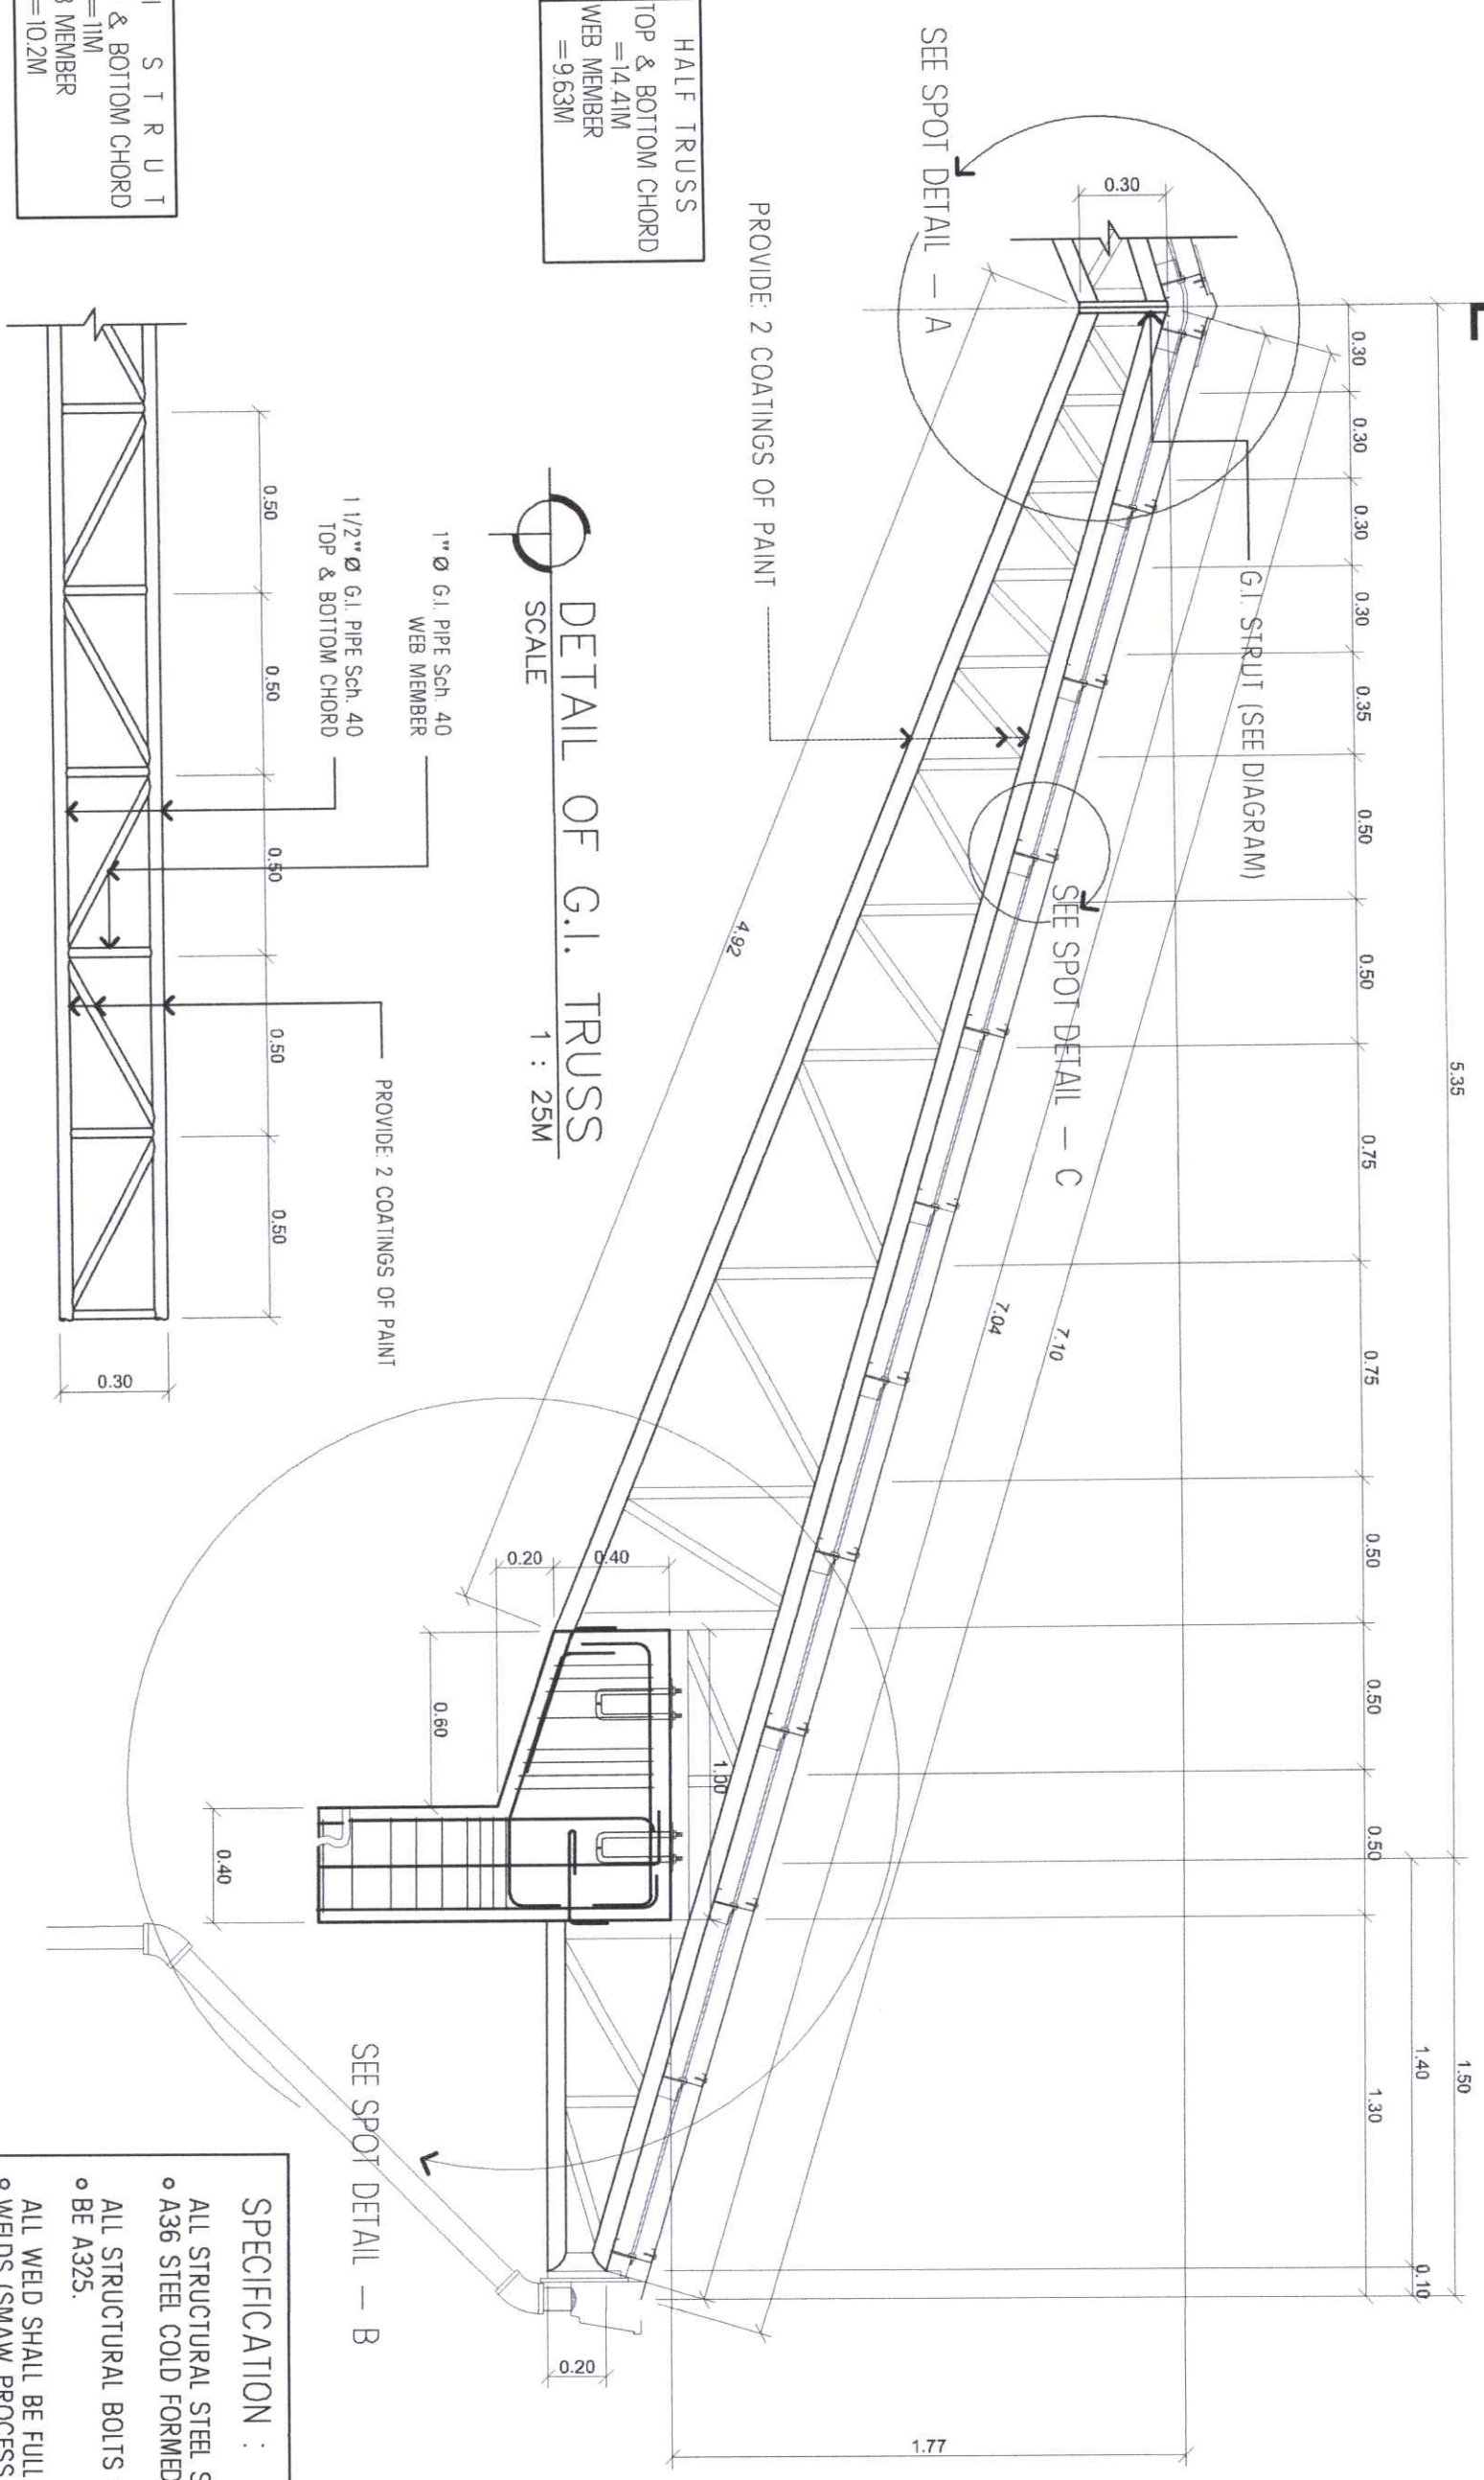 5.35
1.50
1.40
0.10
0.30
0.30
0.30
0.30
0.35
0.50
0.50
0.75
0.75
0.50
0.50
0.50
1.30
G.I. STRUT (SEE DIAGRAM)
0.30
SEE SPOT DETAIL – A
SEE SPOT DETAIL – C
7.10
7.04
4.92
1.77
PROVIDE: 2 COATINGS OF PAINT
0.20
0.40
1.00
0.60
0.40
0.20
SEE SPOT DETAIL – B
HALF TRUSS
TOP & BOTTOM CHORD
=14.41M
WEB MEMBER
=9.63M
DETAIL OF G.I. TRUSS
SCALE 1 : 25M
1"Ø G.I. PIPE Sch. 40
WEB MEMBER
1 1/2"Ø G.I. PIPE Sch. 40
TOP & BOTTOM CHORD
PROVIDE: 2 COATINGS OF PAINT
0.50
0.50
0.50
0.50
0.50
0.30
STRUT
& BOTTOM CHORD
=11M
MEMBER
=10.2M
SPECIFICATION :
ALL STRUCTURAL STEEL
° A36 STEEL COLD FORMED
ALL STRUCTURAL BOLTS
° BE A325.
ALL WELD SHALL BE FULL
° WELDS (SMAW PROCESS